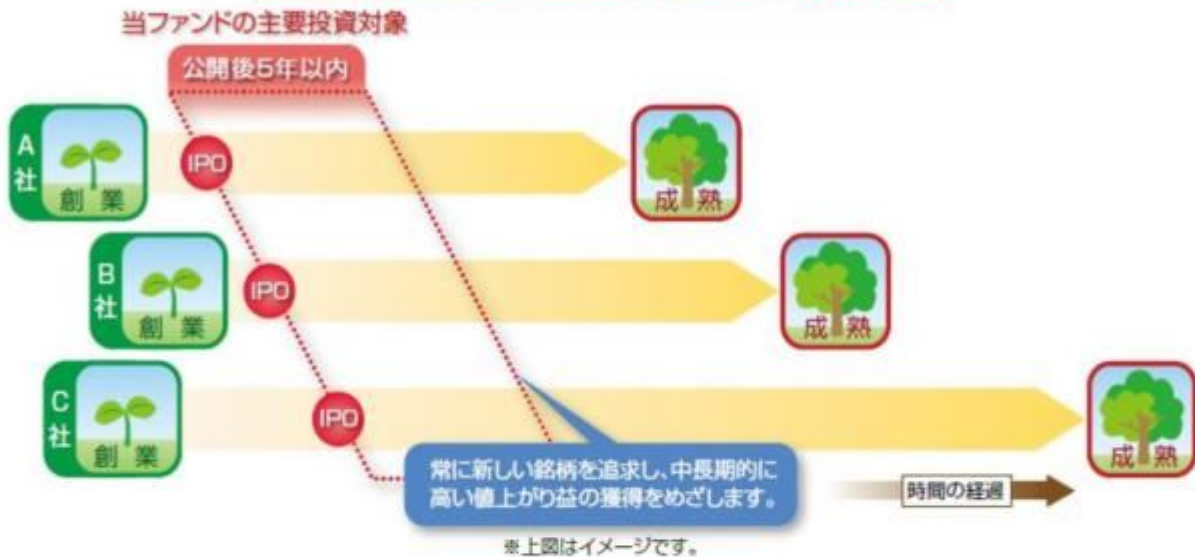 当ファンドの主要投資対象
公開後5年以内
A社
創業
IPO
成熟
B社
創業
IPO
成熟
C社
創業
IPO
成熟
常に新しい銘柄を追求し、中長期的に
高い値上がり益の獲得をめざします。
時間の経過
※上図はイメージです。